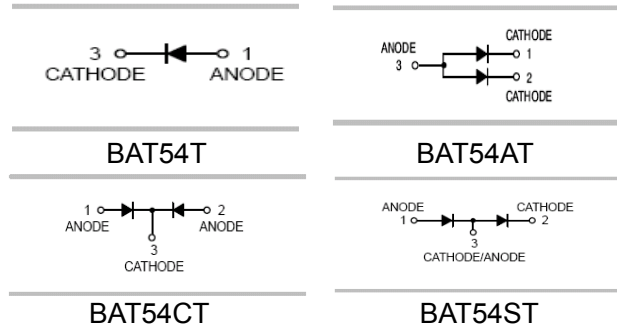 3 1
CATHODE ANODE
BAT54T
CATHODE
ANODE
1
3
2
CATHODE
BAT54AT
1 2
ANODE ANODE
3
CATHODE
BAT54CT
ANODE CATHODE
1 2
3
CATHODE/ANODE
BAT54ST